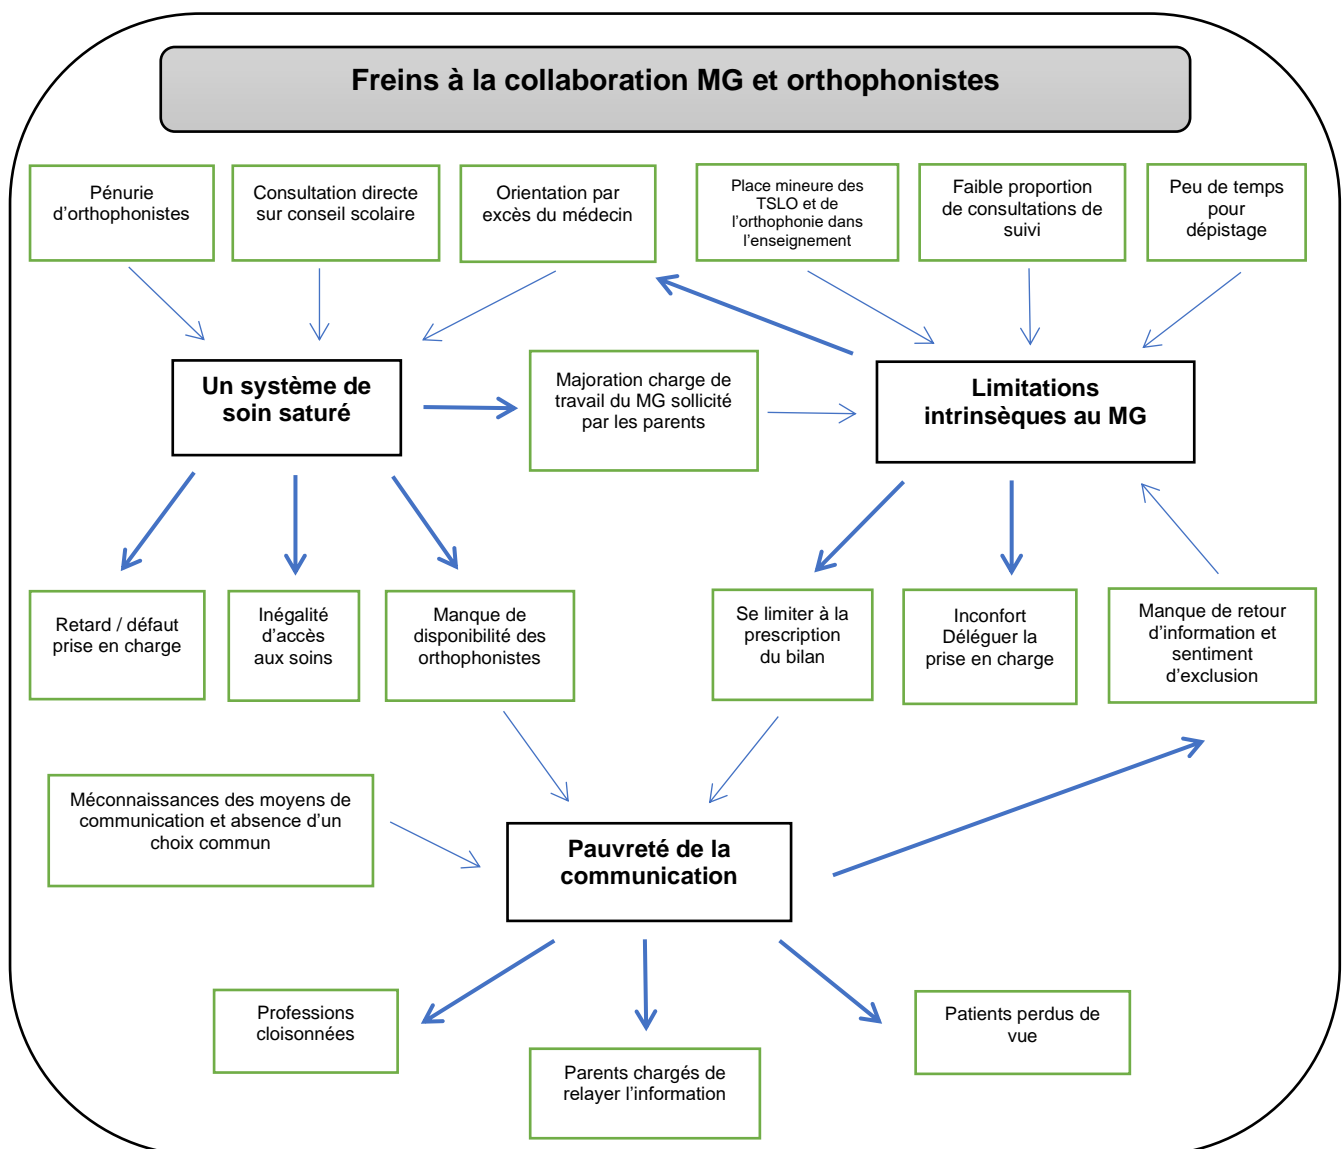 Freins à la collaboration MG et orthophonistes
Pénurie
d’orthophonistes
Consultation directe
sur conseil scolaire
Orientation par
excès du médecin
Place mineure des
TSLO et de
l’orthophonie dans
l’enseignement
Faible proportion
de consultations de
suivi
Peu de temps
pour
dépistage
Un système de
soin saturé
Majoration charge de
travail du MG sollicité
par les parents
Limitations
intrinsèques au MG
Retard / défaut
prise en charge
Inégalité
d’accès
aux soins
Manque de
disponibilité des
orthophonistes
Se limiter à la
prescription
du bilan
Inconfort
Déléguer la
prise en charge
Manque de retour
d’information et
sentiment
d’exclusion
Méconnaissances des moyens de
communication et absence d’un
choix commun
Pauvreté de la
communication
Professions
cloisonnées
Parents chargés de
relayer l’information
Patients perdus de
vue